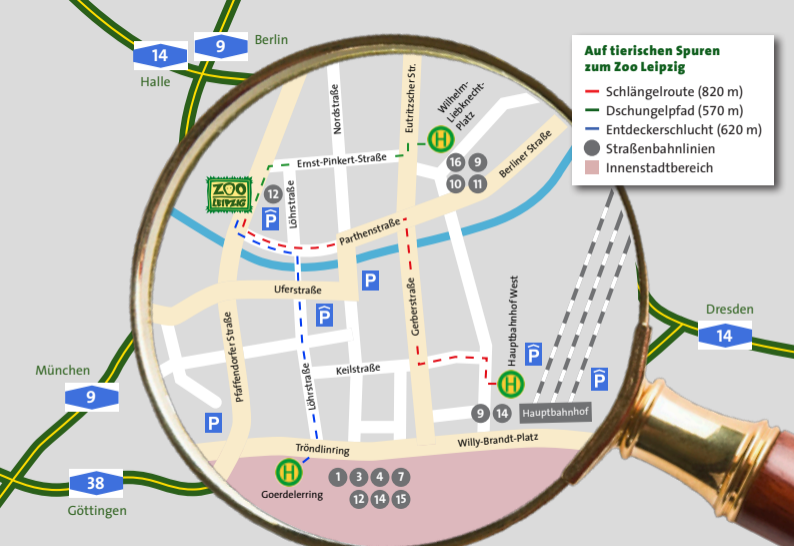 9
Berlin
14
Halle
Auf tierischen Spuren
zum Zoo Leipzig
Schlängelroute (820 m)
Dschungelpfad (570 m)
Entdeckerschlucht (620 m)
Straßenbahnlinien
Innenstadtbereich
Nordstraße
Eutritzscher Str.
Wilhelm-
Liebknecht-
Platz
H
16 9
10 11
Berliner Straße
Ernst-Pinkert-Straße
ZOO
LEIPZIG
12
P
Löhrstraße
Parthenstraße
P
Uferstraße
P
Gerberstraße
Hauptbahnhof West
Pfaffendorfer Straße
P
Keilstraße
Löhrstraße
H
P
P
9 14
Hauptbahnhof
Tröndlinring
Willy-Brandt-Platz
H
Goerdelerring
1 3 4 7
12 14 15
Dresden
14
München
9
38
Göttingen